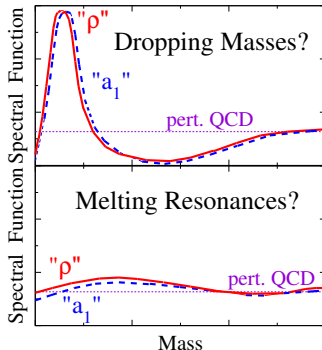 Spectral Function
"ρ"
Dropping Masses?
"a₁"
pert. QCD
Spectral Function
Melting Resonances?
"ρ"
pert. QCD
"a₁"
Mass